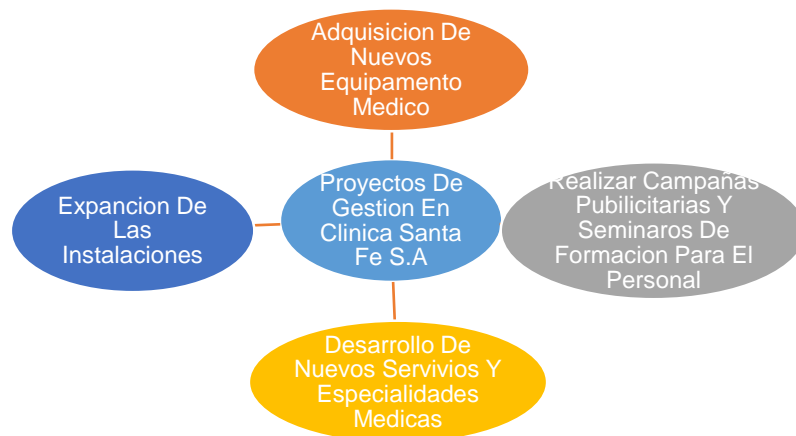 Adquisicion De
Nuevos
Equipamento
Medico
Expancion De
Las
Instalaciones
Proyectos De
Gestion En
Clinica Santa
Fe S.A
Realizar Campañas
Pubilicitarias Y
Seminaros De
Formacion Para El
Personal
Desarrollo De
Nuevos Servivios Y
Especialidades
Medicas